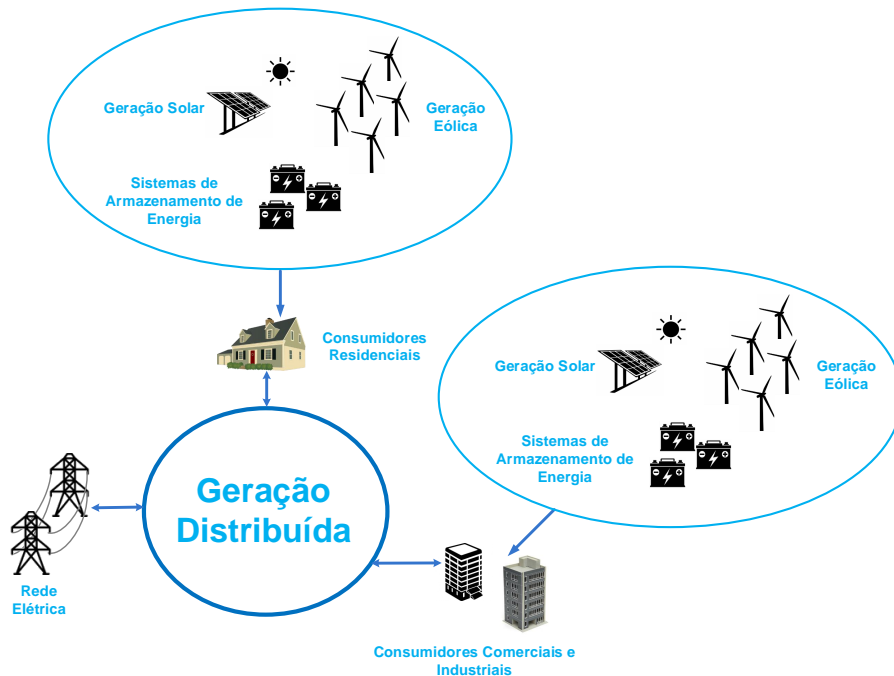 Geração Solar
Geração
Eólica
Sistemas de
Armazenamento de
Energia
Consumidores
Residenciais
Geração Solar
Geração
Eólica
Sistemas de
Armazenamento de
Energia
Geração
Distribuída
Rede
Elétrica
Consumidores Comerciais e
Industriais